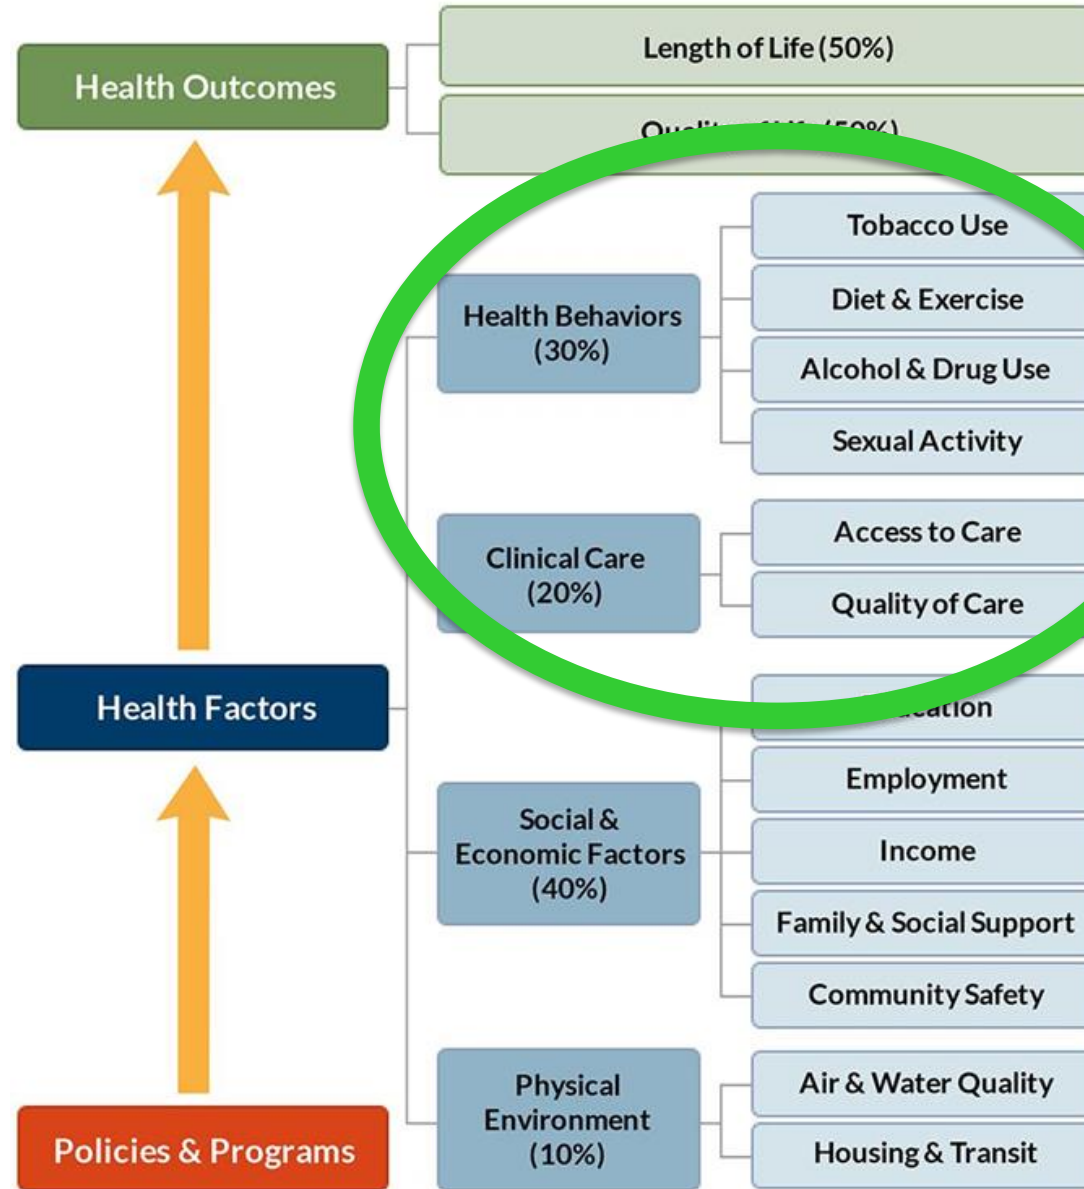 Health Outcomes
Length of Life (50%)
Health Behaviors
(30%)
Tobacco Use
Diet & Exercise
Alcohol & Drug Use
Sexual Activity
Clinical Care
(20%)
Access to Care
Quality of Care
Health Factors
Social &
Economic Factors
(40%)
Employment
Income
Family & Social Support
Community Safety
Physical
Environment
(10%)
Air & Water Quality
Housing & Transit
Policies & Programs